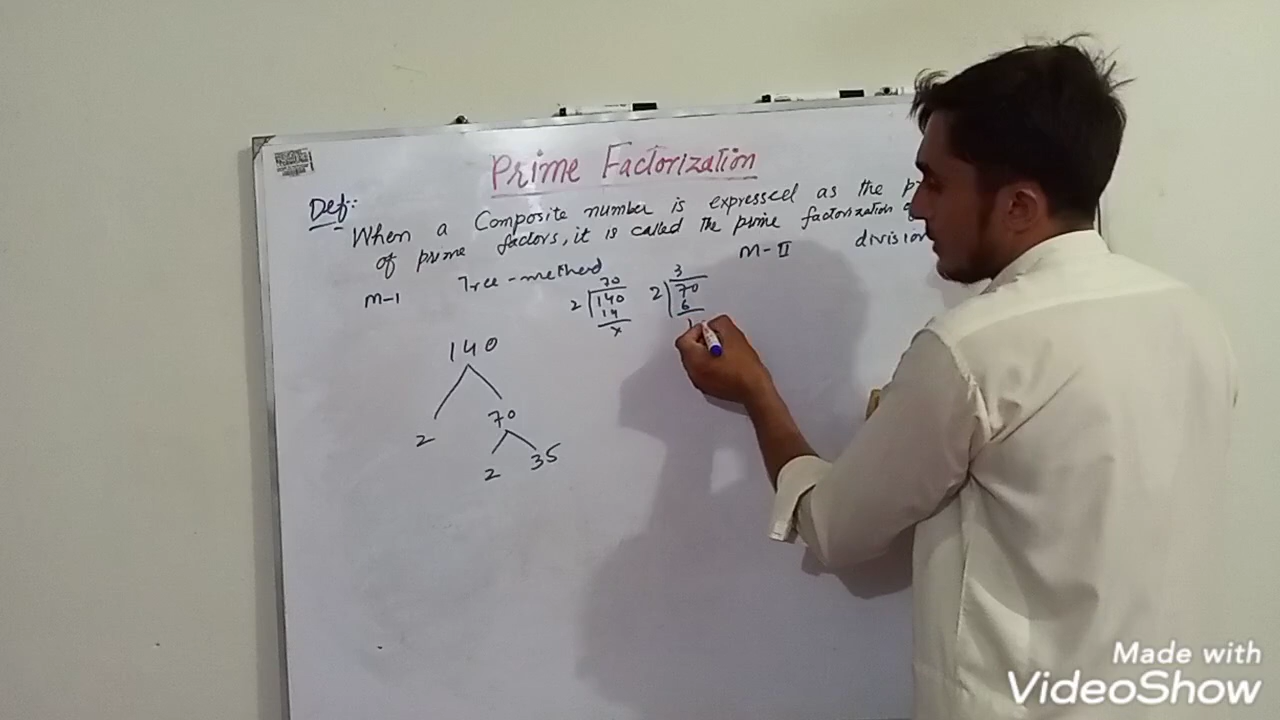 Prime Factorization
Def:
When a Composite number is expressed as the
of prime factors, it is called the prime factorization
M-1 Tree-method
M-II division
70
2 140
14
x
3
2 70
6
1
140
2 70
2 35
Made with
VideoShow